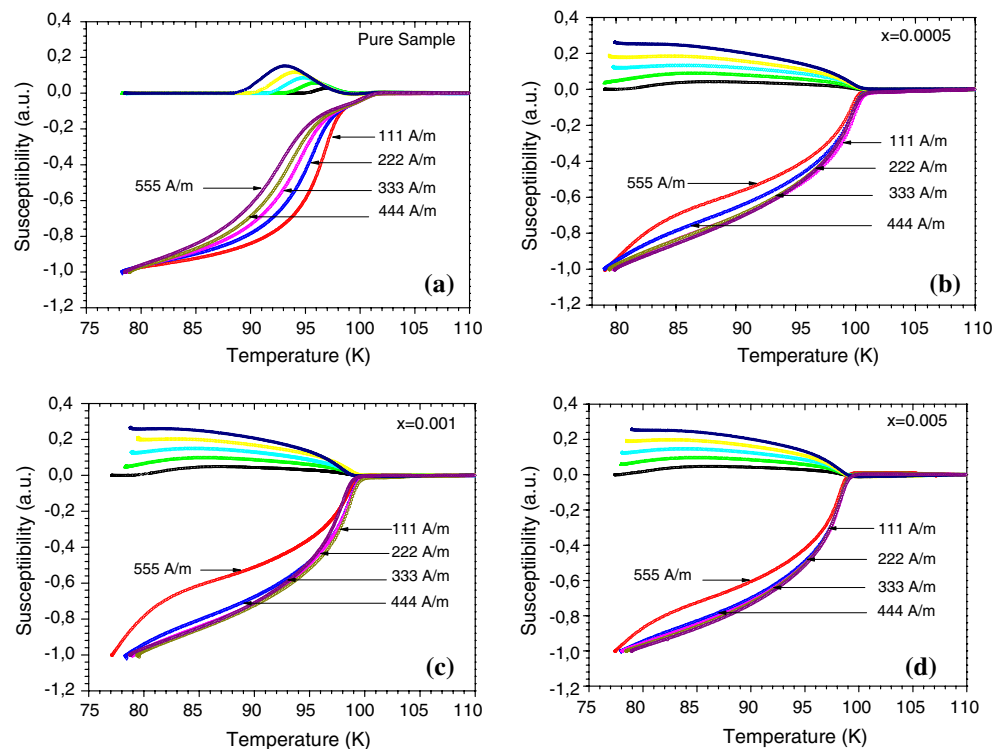 0,4
0,2
0,0
-0,2
-0,4
-0,6
-0,8
-1,0
-1,2
Susceptiibility (a.u.)
Pure Sample
111 A/m
222 A/m
555 A/m
333 A/m
444 A/m
(a)
75 80 85 90 95 100 105 110
Temperature (K)
0,4
0,2
0,0
-0,2
-0,4
-0,6
-0,8
-1,0
-1,2
Susceptiibility (a.u.)
x=0.0005
111 A/m
222 A/m
555 A/m
333 A/m
444 A/m
(b)
80 85 90 95 100 105 110
Temperature (K)
0,4
0,2
0,0
-0,2
-0,4
-0,6
-0,8
-1,0
-1,2
Susceptiibility (a.u.)
x=0.001
111 A/m
222 A/m
555 A/m
333 A/m
444 A/m
(c)
75 80 85 90 95 100 105 110
Temperature (K)
0,4
0,2
0,0
-0,2
-0,4
-0,6
-0,8
-1,0
-1,2
Susceptiibility (a.u.)
x=0.005
111 A/m
222 A/m
555 A/m
333 A/m
444 A/m
(d)
75 80 85 90 95 100 105 110
Temperature (K)